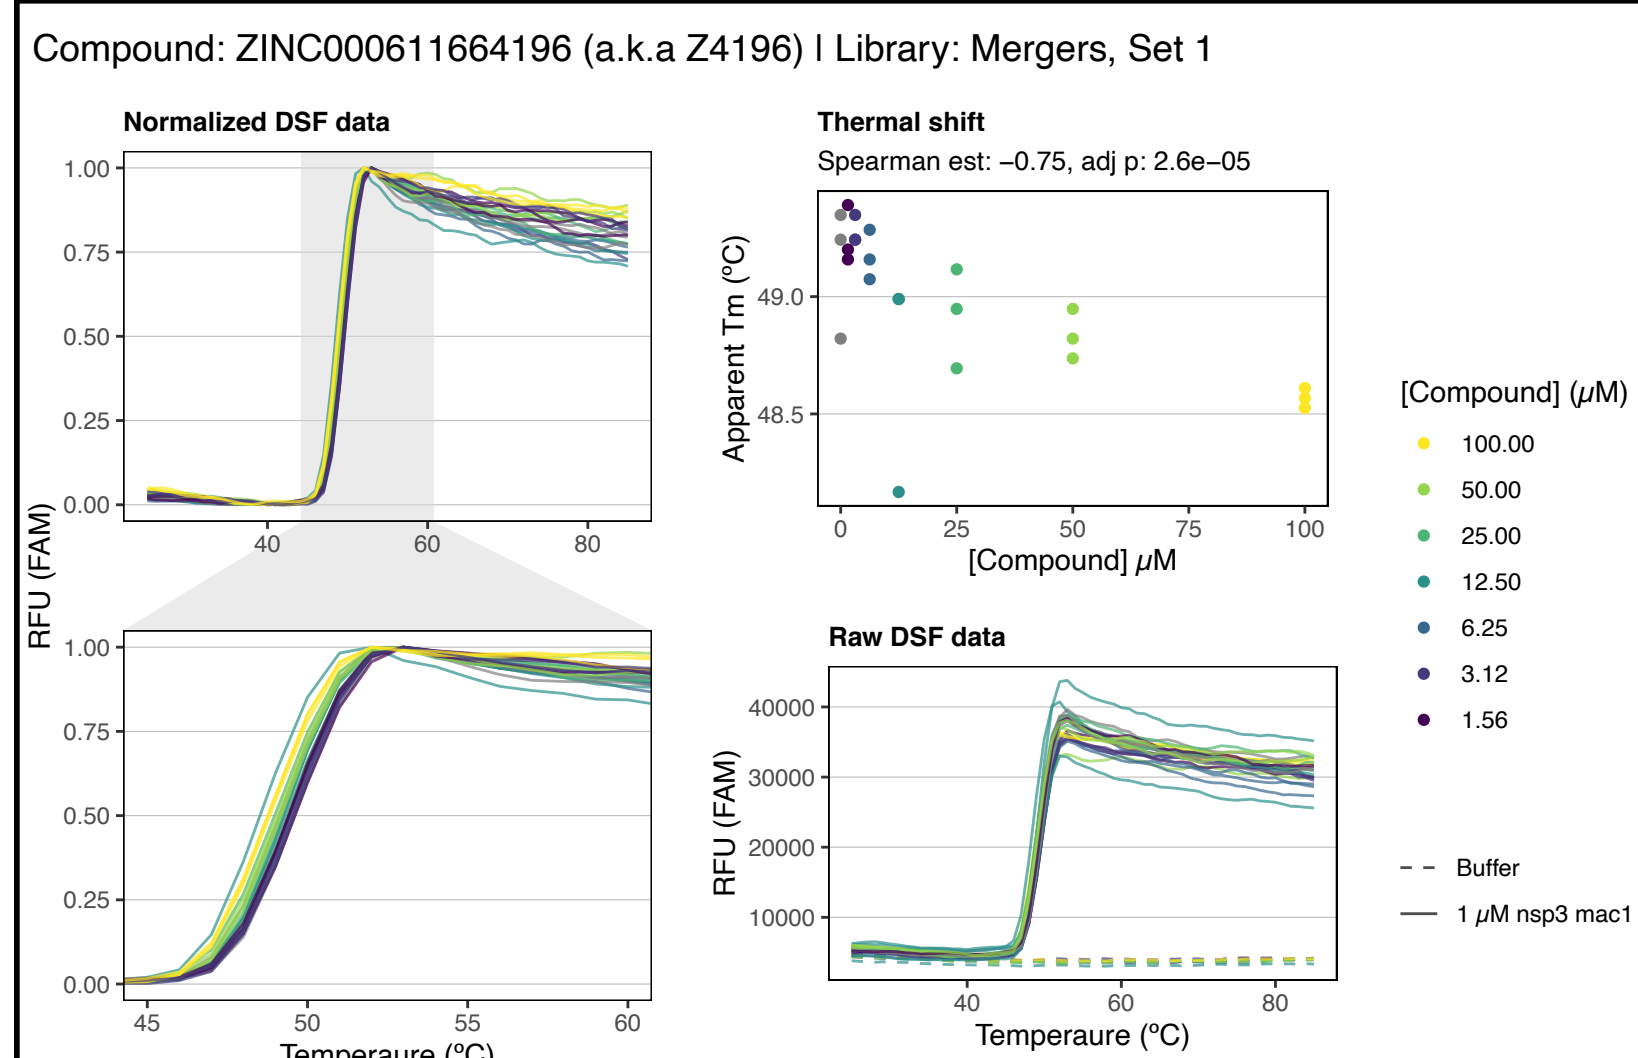 Compound: ZINC000611664196 (a.k.a Z4196) | Library: Mergers, Set 1
Normalized DSF data
1.00
0.75
0.50
0.25
0.00
40
60
80
RFU (FAM)
1.00
0.75
0.50
0.25
0.00
45
50
55
60
Temperaure (ºC)
Thermal shift
Spearman est: −0.75, adj p: 2.6e−05
Apparent Tm (ºC)
49.0
48.5
0
25
50
75
100
[Compound] µM
Raw DSF data
RFU (FAM)
40000
30000
20000
10000
40
60
80
Temperaure (ºC)
[Compound] (µM)
100.00
50.00
25.00
12.50
6.25
3.12
1.56
Buffer
1 µM nsp3 mac1